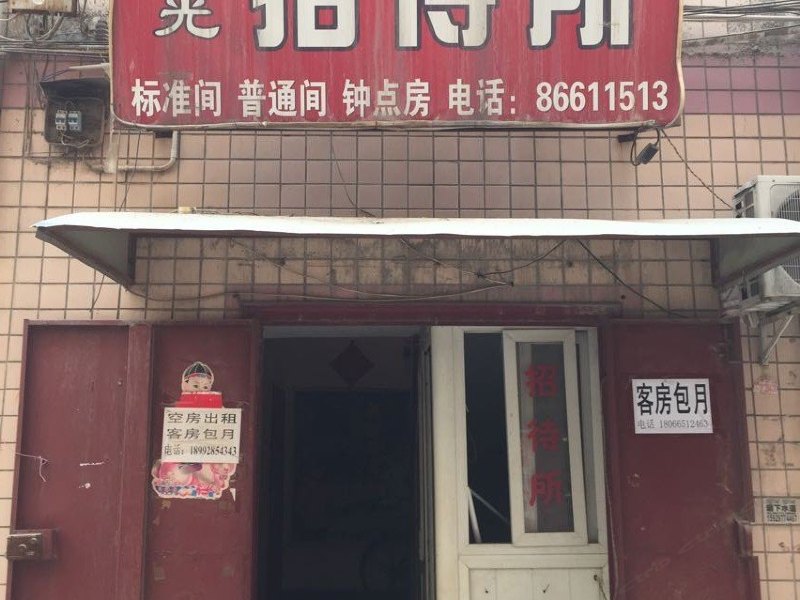 光 招待所
标准间 普通间 钟点房 电话：86611513
空房出租
客房包月
电话：18992854343
招待所
客房包月
电话 18066512463